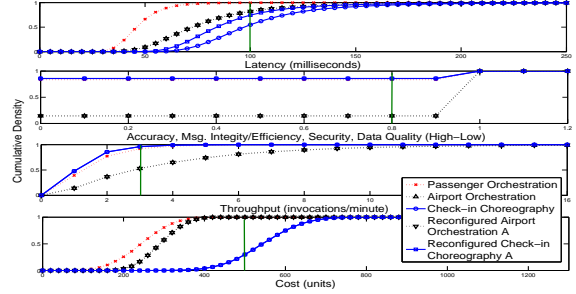 1
0.5
0
0 50 100 150 200 250
Latency (milliseconds)
1
0.5
0
0 0.2 0.4 0.6 0.8 1 1.2
Accuracy, Msg. Integity/Efficiency, Security, Data Quality (High-Low)
Cumulative Density
1
0.5
0
0 2 4 6 8 10 16
Throughput (invocations/minute)
1
0.5
0
0 200 400 600 800 1000 1200
Cost (units)
Passenger Orchestration
Airport Orchestration
Check-in Choreography
Reconfigured Airport
Orchestration A
Reconfigured Check-in
Choreography A